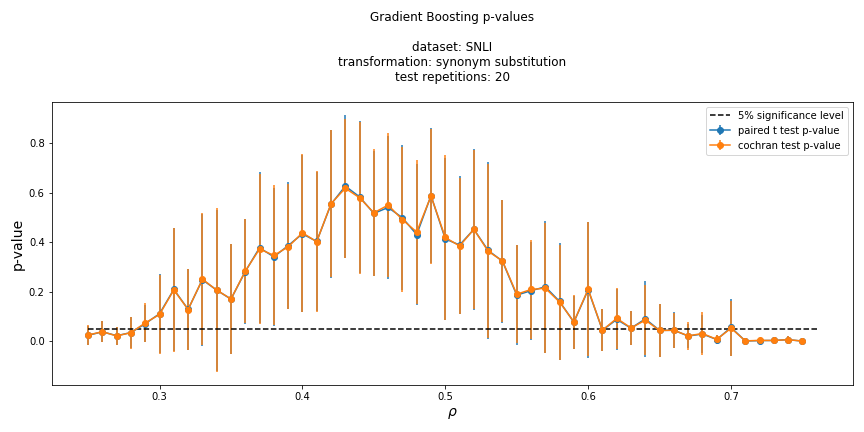 Gradient Boosting p-values
dataset: SNLI
transformation: synonym substitution
test repetitions: 20
5% significance level
paired t test p-value
cochran test p-value
p-value
0.8
0.6
0.4
0.2
0.0
0.3
0.4
0.5
0.6
0.7
ρ